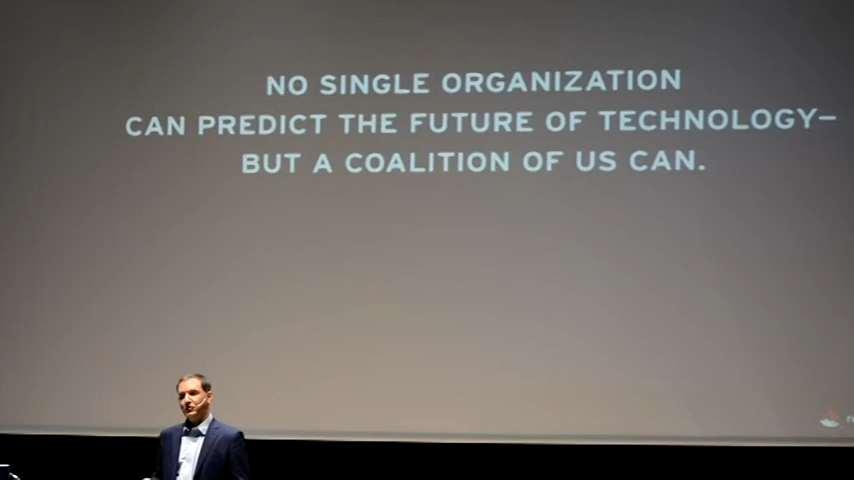 NO SINGLE ORGANIZATION
CAN PREDICT THE FUTURE OF TECHNOLOGY–
BUT A COALITION OF US CAN.